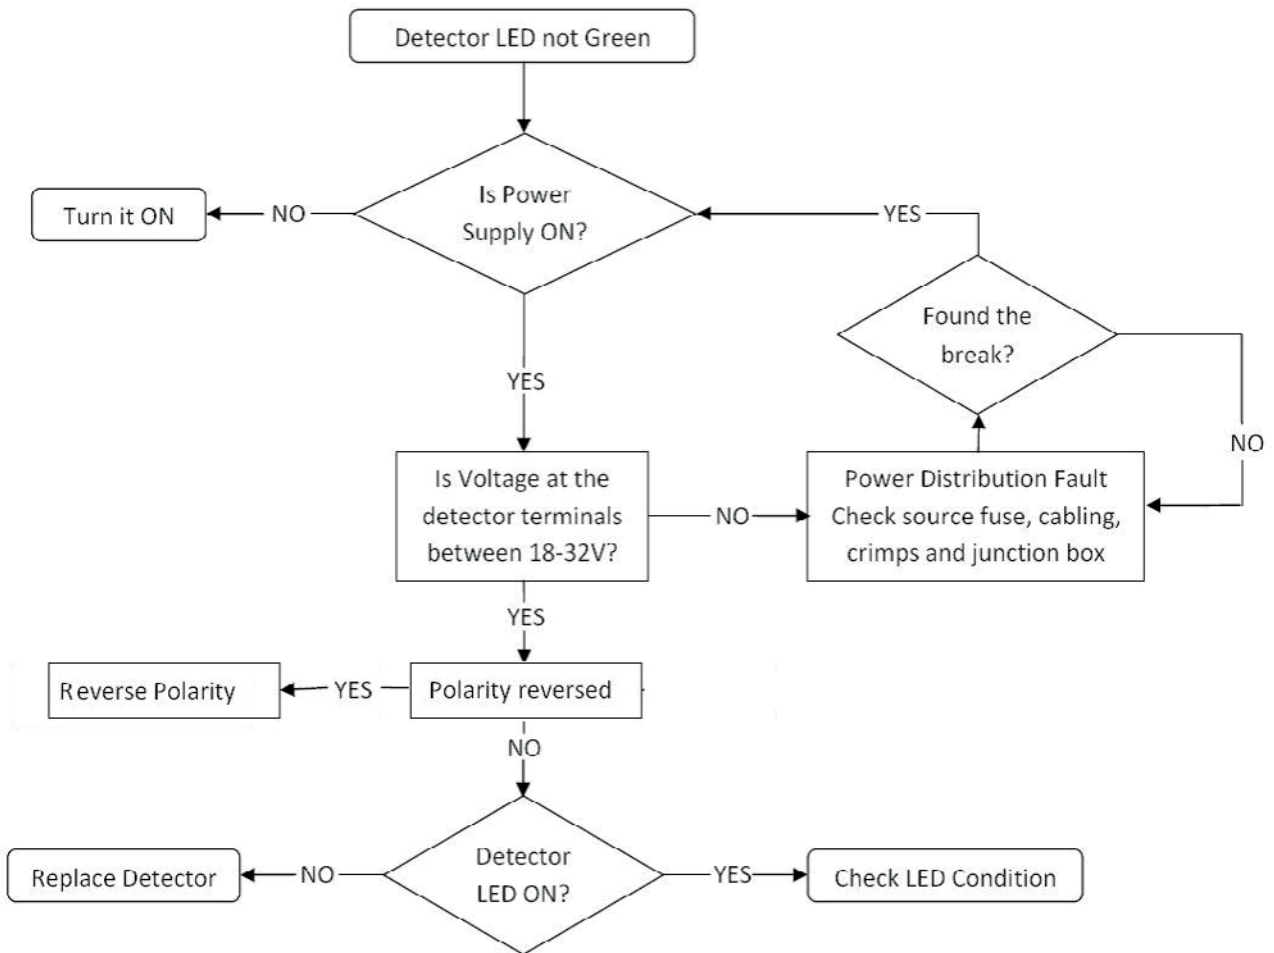 Detector LED not Green
Is Power
Supply ON?
NO
Turn it ON
YES
Found the
break?
YES
NO
Is Voltage at the
detector terminals
between 18-32V?
NO
Power Distribution Fault
Check source fuse, cabling,
crimps and junction box
YES
Polarity reversed
YES
Reverse Polarity
NO
Detector
LED ON?
NO
Replace Detector
YES
Check LED Condition